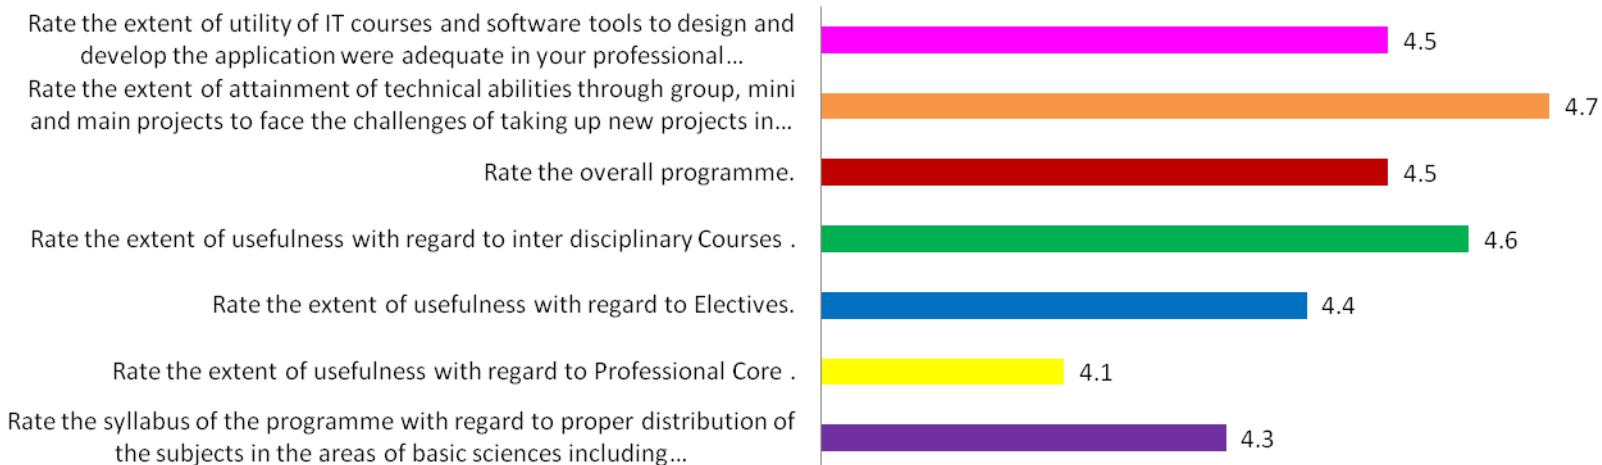 Rate the extent of utility of IT courses and software tools to design and
develop the application were adequate in your professional...
4.5
Rate the extent of attainment of technical abilities through group, mini
and main projects to face the challenges of taking up new projects in...
4.7
Rate the overall programme.
4.5
Rate the extent of usefulness with regard to inter disciplinary Courses .
4.6
Rate the extent of usefulness with regard to Electives.
4.4
Rate the extent of usefulness with regard to Professional Core .
4.1
Rate the syllabus of the programme with regard to proper distribution of
the subjects in the areas of basic sciences including...
4.3